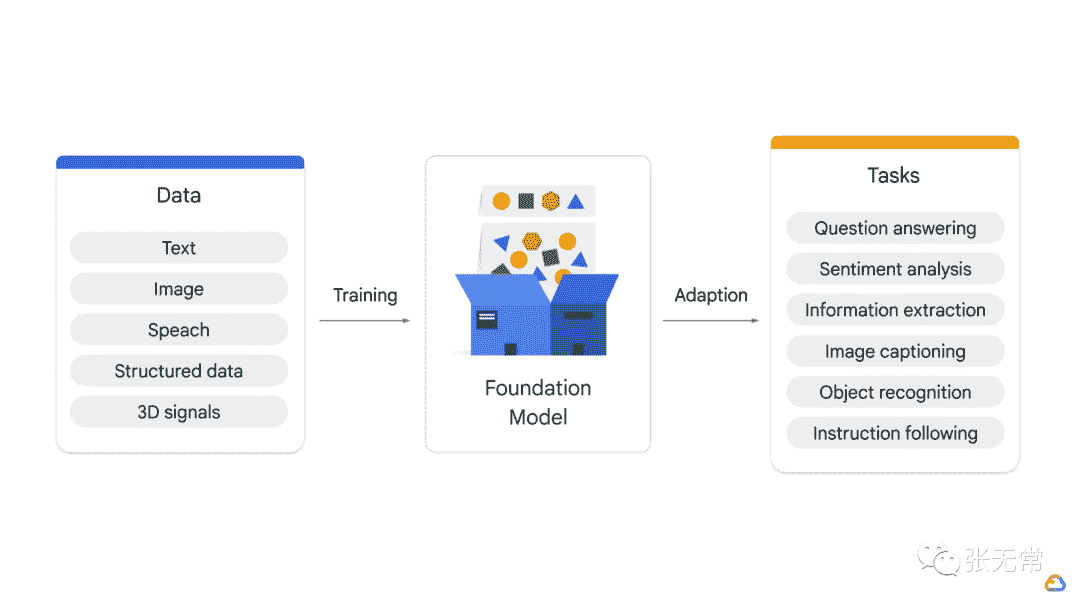 Data
Text
Image
Speach
Structured data
3D signals
Training
Foundation
Model
Adaption
Tasks
Question answering
Sentiment analysis
Information extraction
Image captioning
Object recognition
Instruction following
张无常